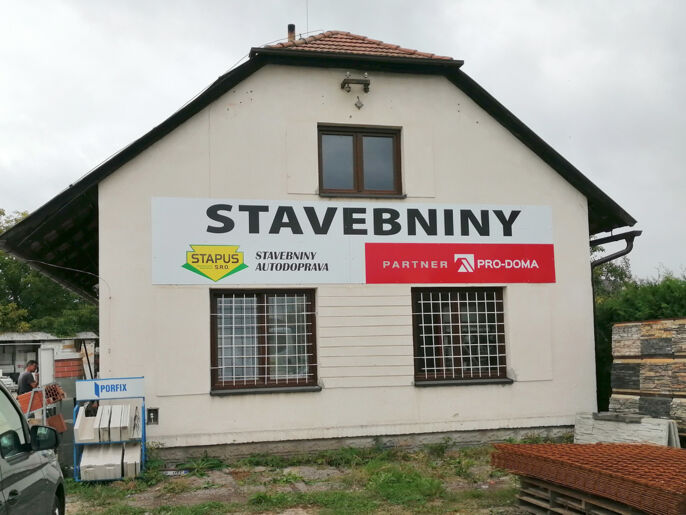 STAVEBNINY
STAPUS
S.R.O.
STAVEBNINY
AUTODOPRAVA
PARTNER PRO-DOMA
PORFIX